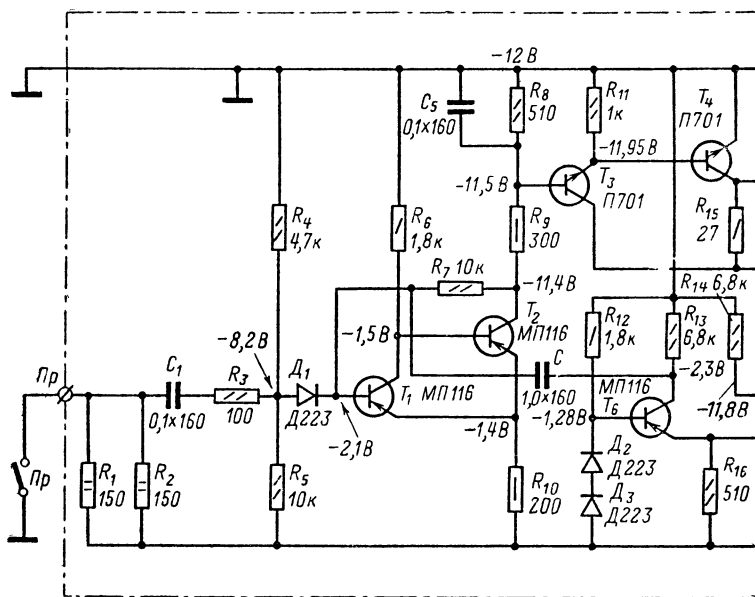 -12 В
C5
0,1×160
R8
510
R11
1к
T4
П701
-11,95 В
T3
П701
-11,5 В
R4
4,7к
R6
1,8к
R9
300
R15
27
R7 10к
-11,4 В
R14 6,8к
T2
МП116
-1,5 В
R12
1,8к
R13
6,8к
-8,2 В
C
1,0×160
-2,3 В
Пр
C1
0,1×160
R3
100
Д1
Д223
T1 МП116
МП116
-11,8 В
-2,1 В
-1,4 В
-1,28 В
T6
Пр
R1
150
R2
150
R5
10к
R10
200
Д2
Д223
Д3
Д223
R16
510